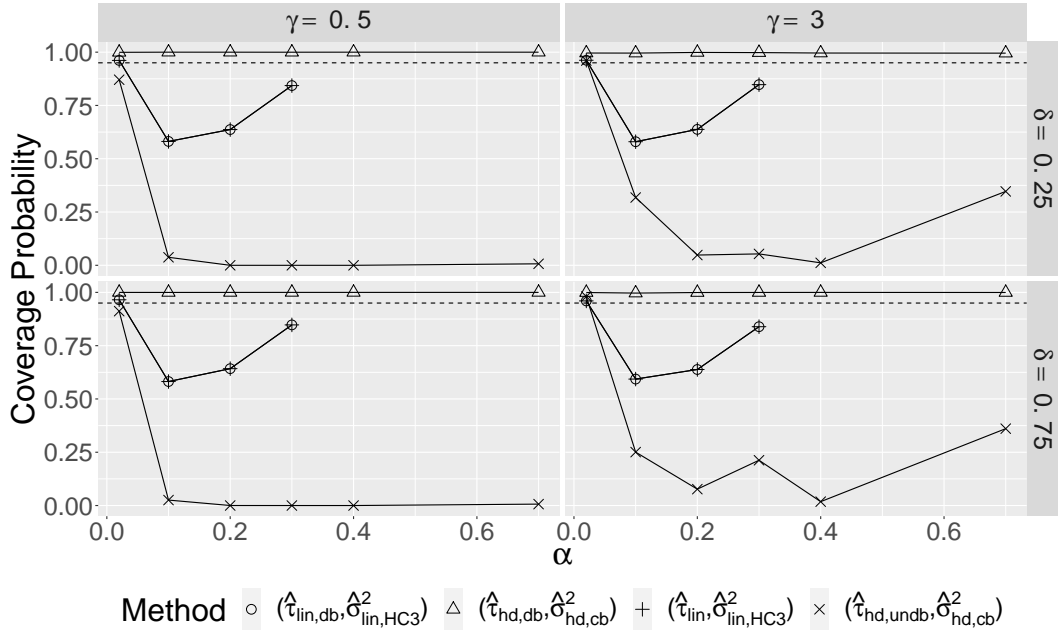 γ = 0.5
γ = 3
1.00
0.75
0.50
0.25
0.00
δ = 0.25
Coverage Probability
1.00
0.75
0.50
0.25
0.00
δ = 0.75
0.0 0.2 0.4 0.6 0.0 0.2 0.4 0.6
α
Method (τ̂lin,db,σ̂²lin,HC3) (τ̂hd,db,σ̂²hd,cb) (τ̂lin,σ̂²lin,HC3) (τ̂hd,undb,σ̂²hd,cb)